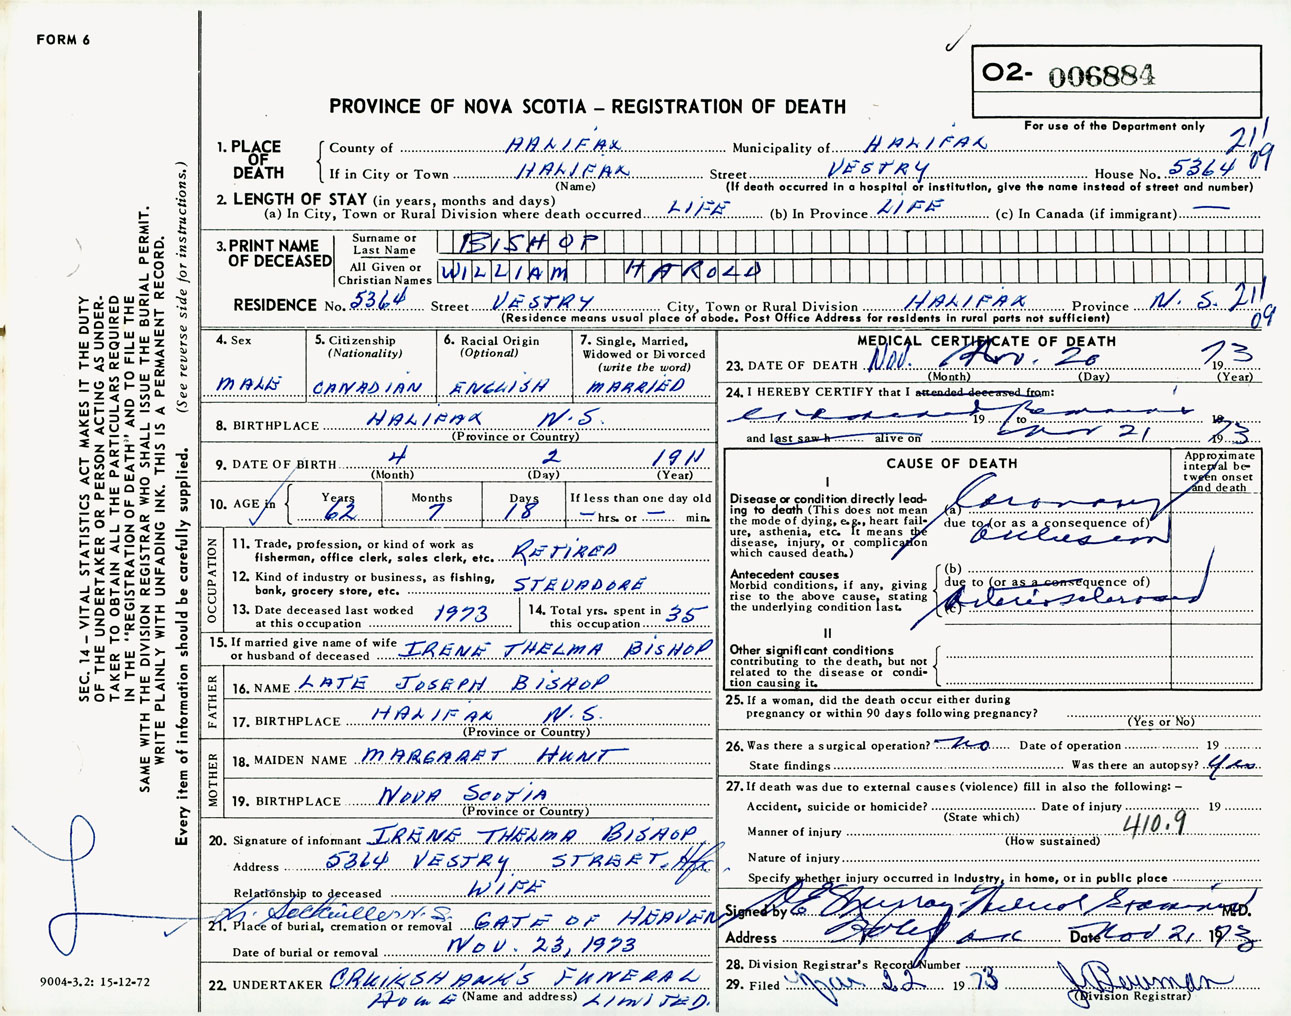 FORM 6
O2- 006884
PROVINCE OF NOVA SCOTIA – REGISTRATION OF DEATH
For use of the Department only
1. PLACE OF DEATH County of HALIFAX Municipality of HALIFAX 211
If in City or Town HALIFAX Street VESTRY House No. 5364 09
(Name) (If death occurred in a hospital or institution, give the name instead of street and number)
2. LENGTH OF STAY (in years, months and days)
(a) In City, Town or Rural Division where death occurred LIFE (b) In Province LIFE (c) In Canada (if immigrant) —
3. PRINT NAME OF DECEASED Surname or Last Name BISHOP
All Given or Christian Names WILLIAM HAROLD
RESIDENCE No. 5364 Street VESTRY City, Town or Rural Division HALIFAX Province N.S. 211
(Residence means usual place of abode. Post Office Address for residents in rural parts not sufficient) 09
4. Sex MALE
5. Citizenship (Nationality) CANADIAN
6. Racial Origin (Optional) ENGLISH
7. Single, Married, Widowed or Divorced (write the word) MARRIED
8. BIRTHPLACE HALIFAX N.S.
(Province or Country)
9. DATE OF BIRTH 4 2 1911
(Month) (Day) (Year)
10. AGE in Years 62 Months 7 Days 18 If less than one day old — hrs. or — min.
OCCUPATION
11. Trade, profession, or kind of work as fisherman, office clerk, sales clerk, etc. RETIRED
12. Kind of industry or business, as fishing, bank, grocery store, etc. STEVADORE
13. Date deceased last worked at this occupation 1973
14. Total yrs. spent in this occupation 35
15. If married give name of wife or husband of deceased IRENE THELMA BISHOP
FATHER
16. NAME LATE JOSEPH BISHOP
17. BIRTHPLACE HALIFAX N.S.
(Province or Country)
MOTHER
18. MAIDEN NAME MARGARET HUNT
19. BIRTHPLACE NOVA SCOTIA
(Province or Country)
20. Signature of informant IRENE THELMA BISHOP
Address 5364 VESTRY STREET, Hfx
Relationship to deceased WIFE
N.S.
21. Place of burial, cremation or removal GATE OF HEAVEN
Date of burial or removal NOV. 23, 1973
22. UNDERTAKER CRUIKSHANK'S FUNERAL
HOME (Name and address) LIMITED.
MEDICAL CERTIFICATE OF DEATH
23. DATE OF DEATH Nov. Nov. 20 1973
(Month) (Day) (Year)
24. I HEREBY CERTIFY that I attended deceased from:
19 to 19
and last saw h alive on Nov 21 1973
CAUSE OF DEATH
Approximate interval between onset and death
I
Disease or condition directly leading to death (This does not mean the mode of dying, e.g., heart failure, asthenia, etc. It means the disease, injury, or complication which caused death.)
(a) Coronary
due to (or as a consequence of)
Occlusion
Antecedent causes
Morbid conditions, if any, giving rise to the above cause, stating the underlying condition last.
(b)
due to (or as a consequence of)
(c) Arteriosclerosis
II
Other significant conditions
contributing to the death, but not related to the disease or condition causing it.
25. If a woman, did the death occur either during pregnancy or within 90 days following pregnancy?
(Yes or No)
26. Was there a surgical operation? No Date of operation 19
State findings Was there an autopsy? Yes
27. If death was due to external causes (violence) fill in also the following: –
Accident, suicide or homicide? Date of injury 19
(State which)
Manner of injury 410.9
(How sustained)
Nature of injury
Specify whether injury occurred in Industry, in home, or in public place
Signed by Murray Medical Examiner M.D.
Address Halifax Date Nov 21 1973
28. Division Registrar's Record Number
29. Filed Nov 22 1973
(Division Registrar)
SEC. 14 – VITAL STATISTICS ACT MAKES IT THE DUTY
OF THE UNDERTAKER OR PERSON ACTING AS UNDER-
TAKER TO OBTAIN ALL THE PARTICULARS REQUIRED
IN THE "REGISTRATION OF DEATH" AND TO FILE THE
SAME WITH THE DIVISION REGISTRAR WHO SHALL ISSUE THE BURIAL PERMIT.
WRITE PLAINLY WITH UNFADING INK. THIS IS A PERMANENT RECORD.
Every item of information should be carefully supplied. (See reverse side for instructions.)
9004-3.2: 15-12-72